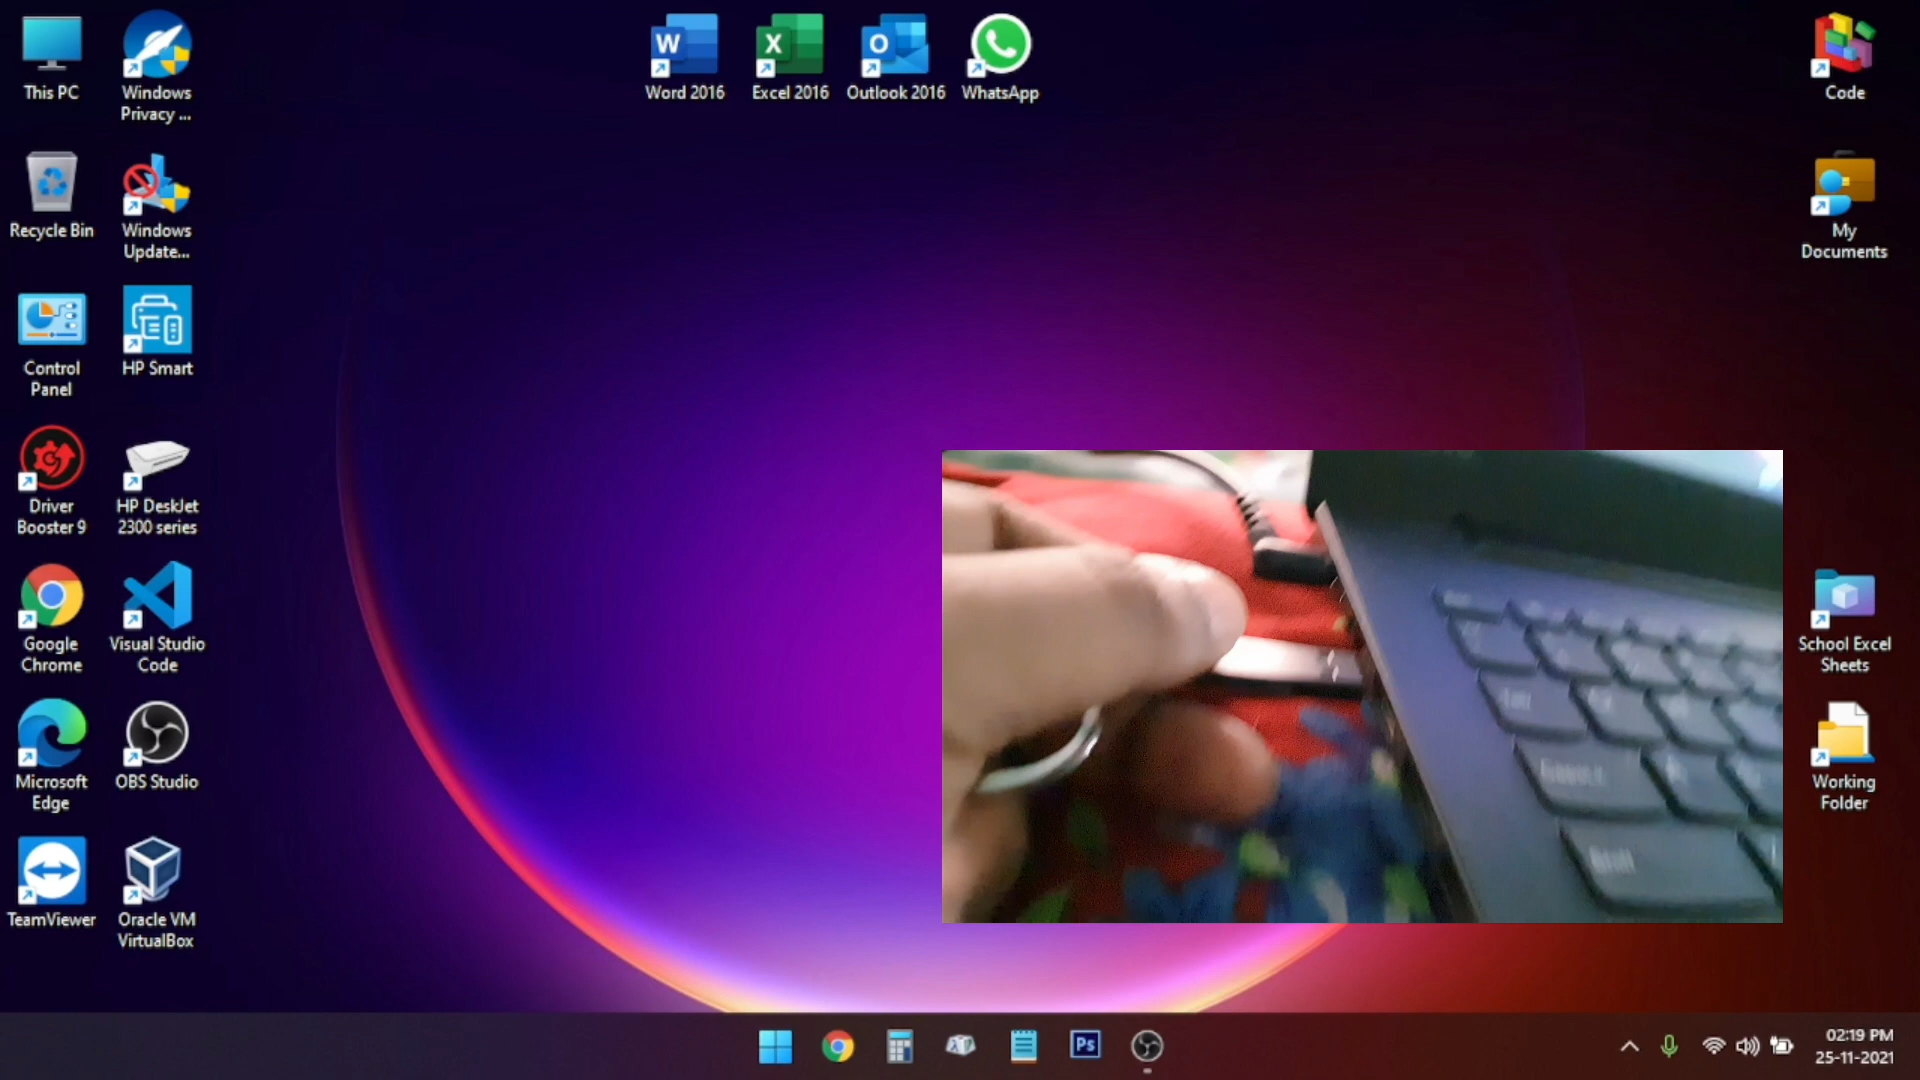 This PC
Windows
Privacy ...
Word 2016
Excel 2016
Outlook 2016
WhatsApp
Code
Recycle Bin
Windows
Update...
My
Documents
Control
Panel
HP Smart
Driver
Booster 9
HP DeskJet
2300 series
Google
Chrome
Visual Studio
Code
School Excel
Sheets
Microsoft
Edge
OBS Studio
Working
Folder
TeamViewer
Oracle VM
VirtualBox
W
X
O
Ps
02:19 PM
25-11-2021